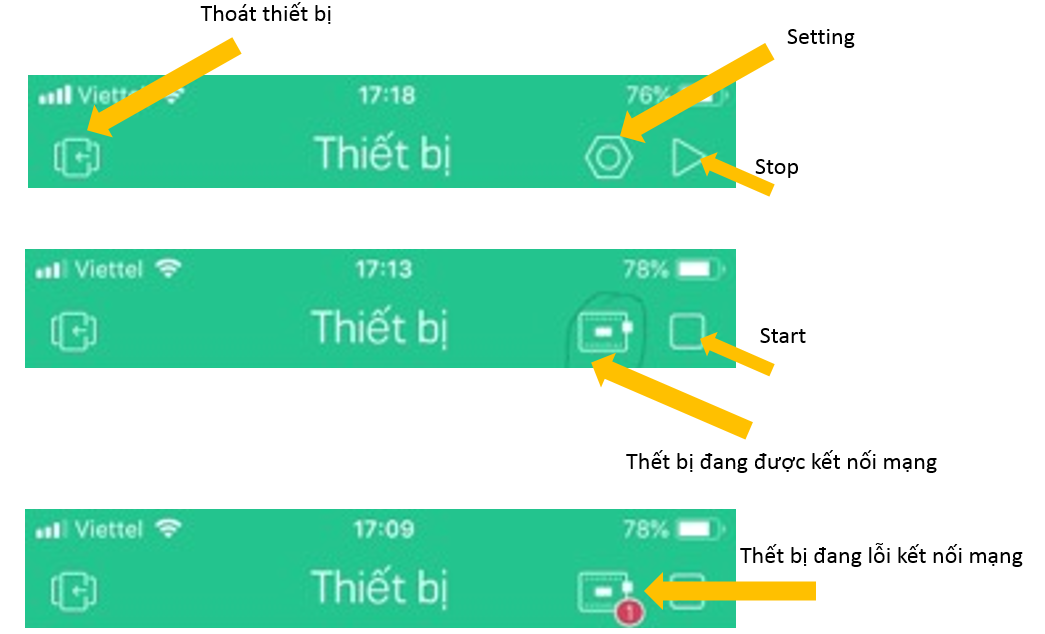 Thoát thiết bị
Setting
Viettel 17:18 76%
Thiết bị
Stop
Viettel 17:13 78%
Thiết bị
Start
Thết bị đang được kết nối mạng
Viettel 17:09 78%
Thiết bị
Thết bị đang lỗi kết nối mạng
1